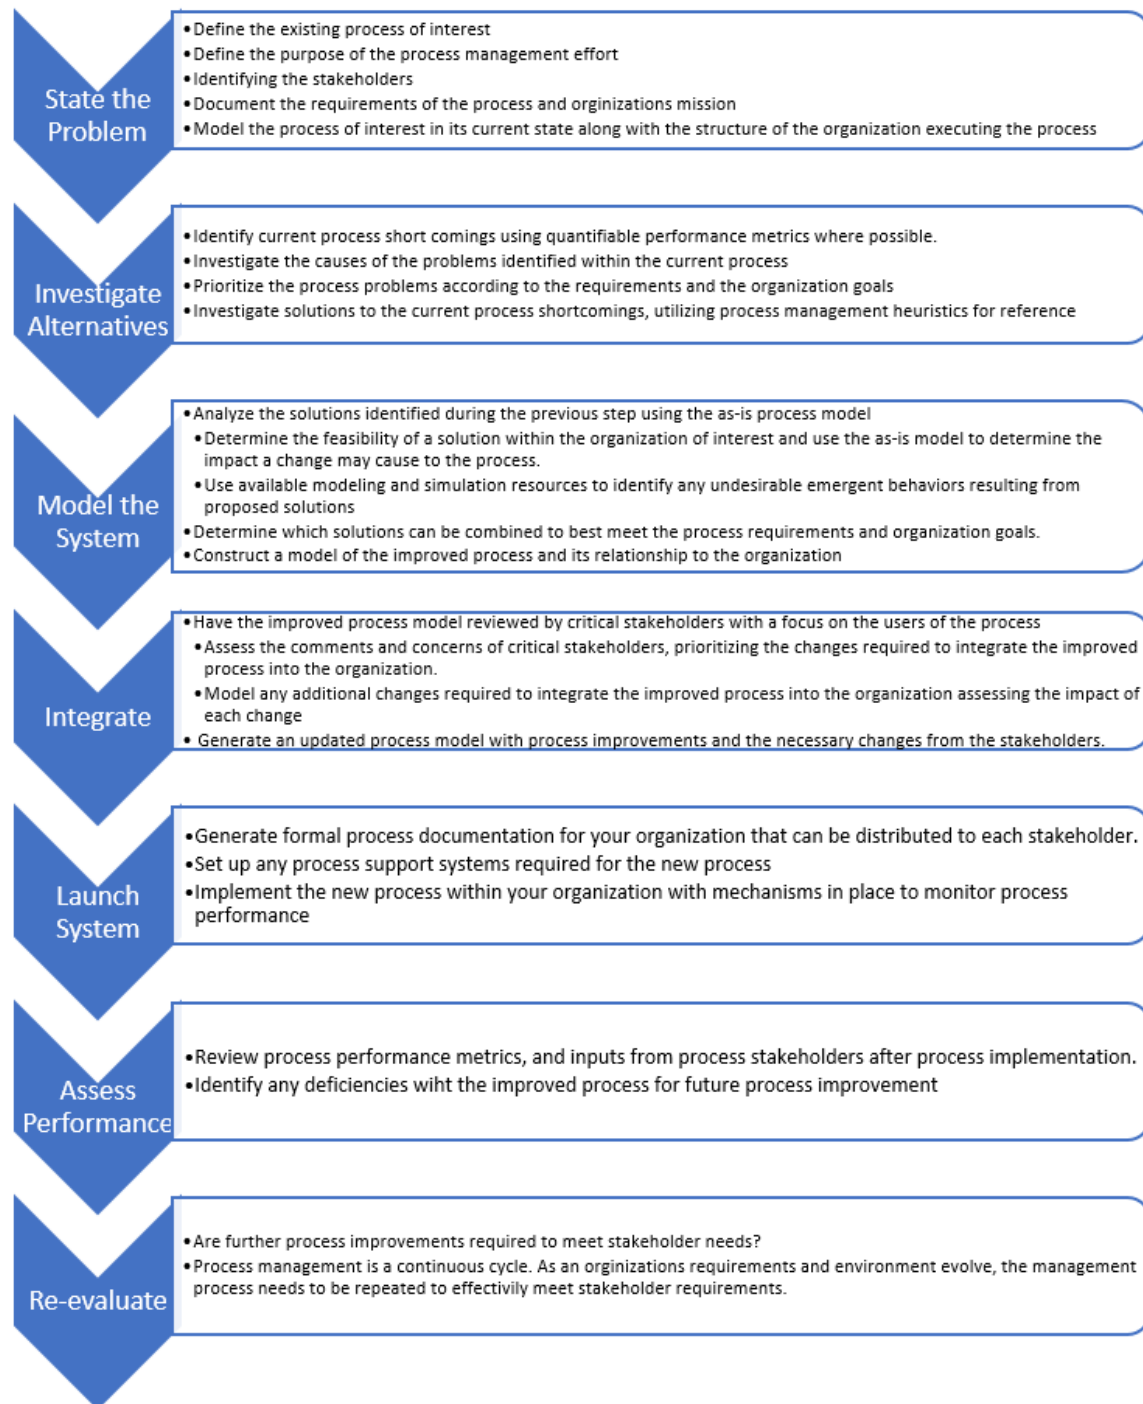 State the
Problem
•Define the existing process of interest
•Define the purpose of the process management effort
•Identifying the stakeholders
•Document the requirements of the process and orginizations mission
•Model the process of interest in its current state along with the structure of the organization executing the process
Investigate
Alternatives
•Identify current process short comings using quantifiable performance metrics where possible.
•Investigate the causes of the problems identified within the current process
•Prioritize the process problems according to the requirements and the organization goals
•Investigate solutions to the current process shortcomings, utilizing process management heuristics for reference
Model the
System
•Analyze the solutions identified during the previous step using the as-is process model
•Determine the feasibility of a solution within the organization of interest and use the as-is model to determine the
impact a change may cause to the process.
•Use available modeling and simulation resources to identify any undesirable emergent behaviors resulting from
proposed solutions
•Determine which solutions can be combined to best meet the process requirements and organization goals.
•Construct a model of the improved process and its relationship to the organization
Integrate
•Have the improved process model reviewed by critical stakeholders with a focus on the users of the process
•Assess the comments and concerns of critical stakeholders, prioritizing the changes required to integrate the improved
process into the organization.
•Model any additional changes required to integrate the improved process into the organization assessing the impact of
each change
• Generate an updated process model with process improvements and the necessary changes from the stakeholders.
Launch
System
•Generate formal process documentation for your organization that can be distributed to each stakeholder.
•Set up any process support systems required for the new process
•Implement the new process within your organization with mechanisms in place to monitor process
performance
Assess
Performance
•Review process performance metrics, and inputs from process stakeholders after process implementation.
•Identify any deficiencies wiht the improved process for future process improvement
Re-evaluate
•Are further process improvements required to meet stakeholder needs?
•Process management is a continuous cycle. As an orginizations requirements and environment evolve, the management
process needs to be repeated to effectivily meet stakeholder requirements.